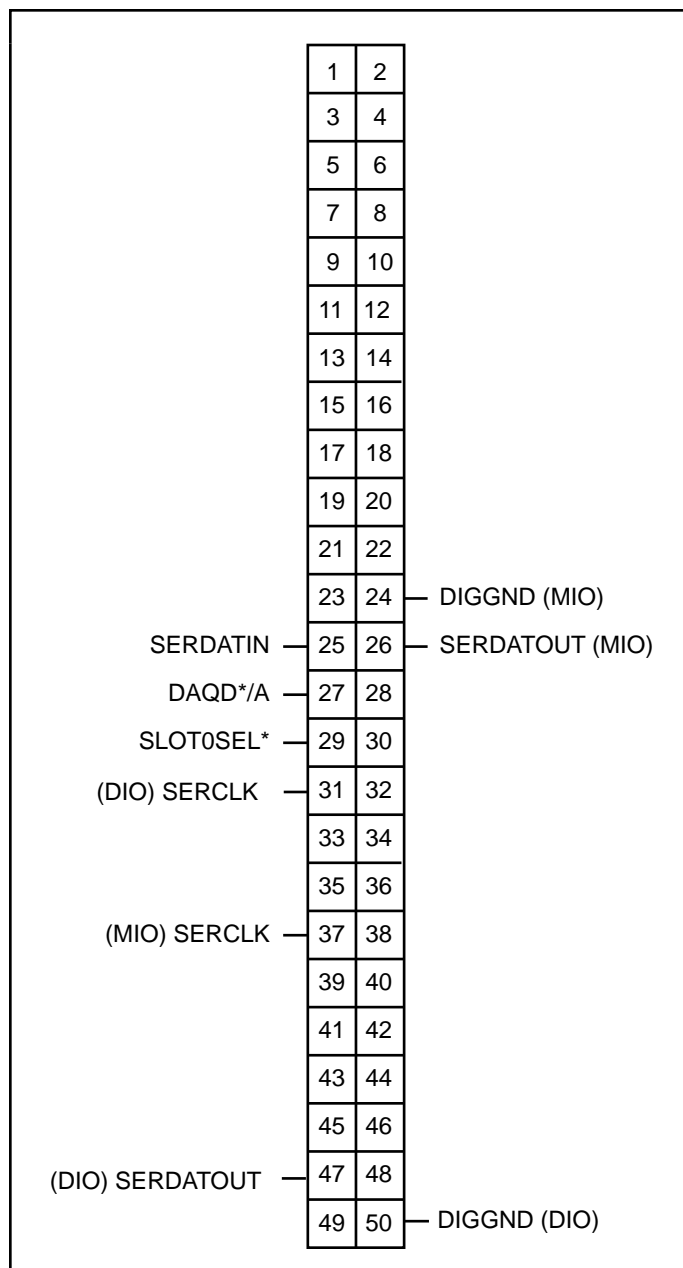 1 2
3 4
5 6
7 8
9 10
11 12
13 14
15 16
17 18
19 20
21 22
23 24 DIGGND (MIO)
SERDATIN 25 26 SERDATOUT (MIO)
DAQD*/A 27 28
SLOT0SEL* 29 30
(DIO) SERCLK 31 32
33 34
35 36
(MIO) SERCLK 37 38
39 40
41 42
43 44
45 46
(DIO) SERDATOUT 47 48
49 50 DIGGND (DIO)